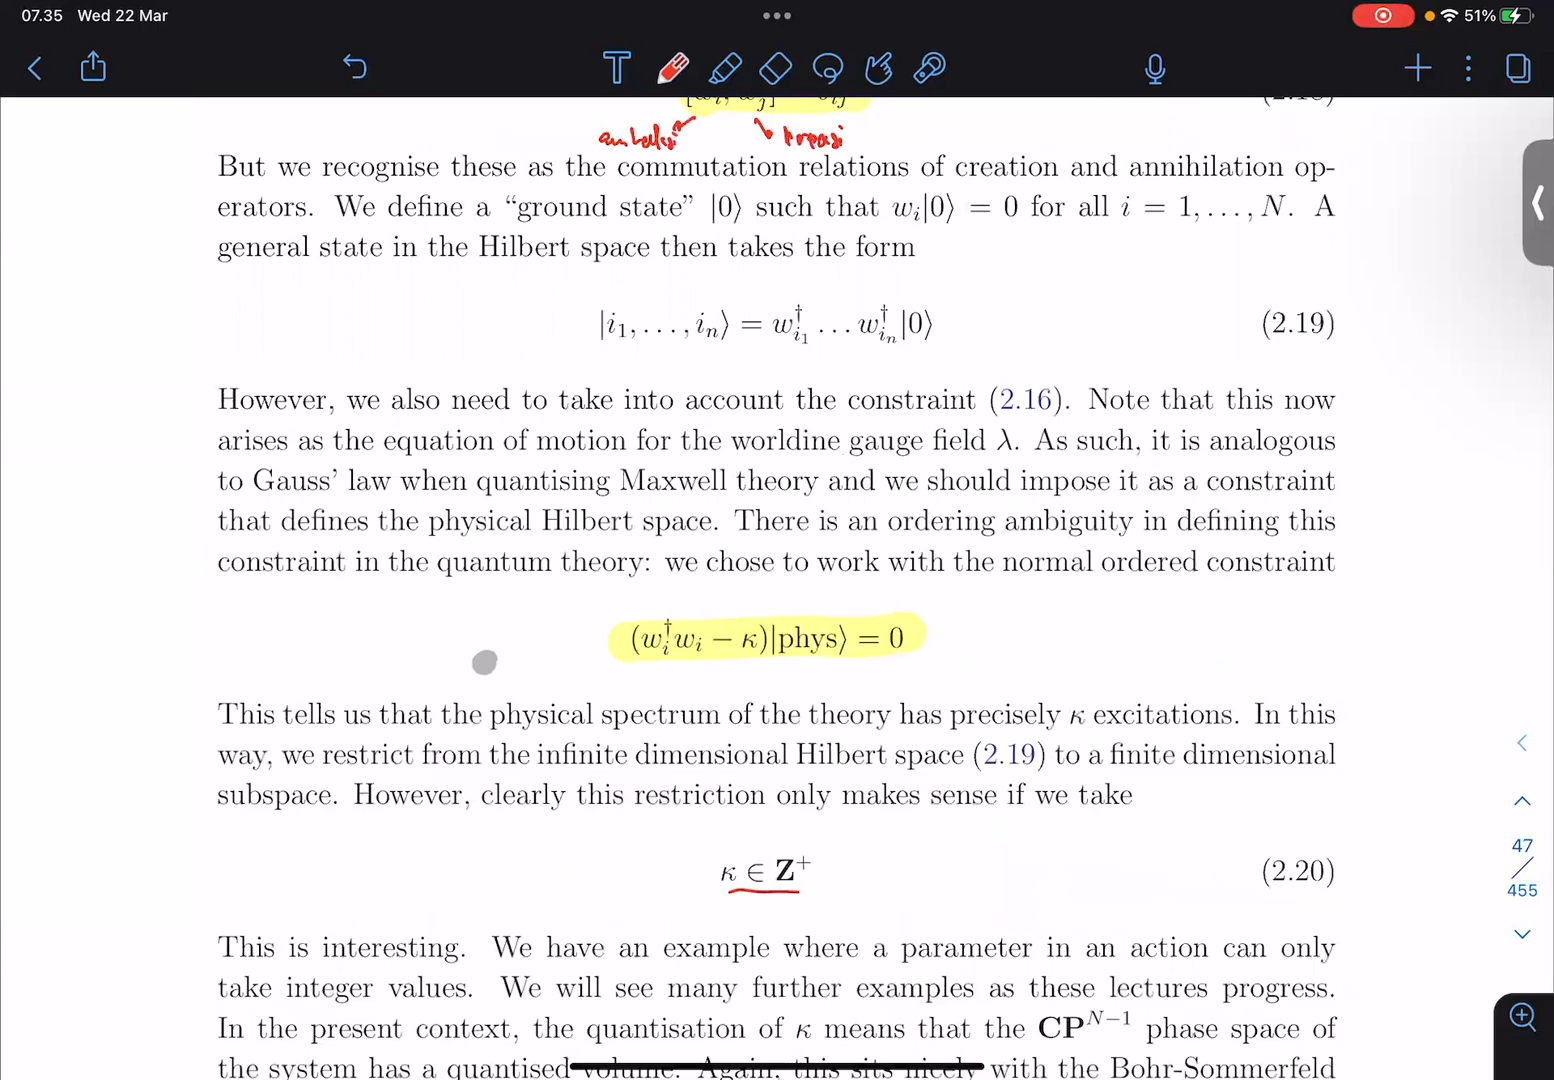 07.35 Wed 22 Mar
51%
But we recognise these as the commutation relations of creation and annihilation op-
erators. We define a “ground state” |0⟩ such that wᵢ|0⟩ = 0 for all i = 1, . . . , N. A
general state in the Hilbert space then takes the form
|i₁, . . . , iₙ⟩ = w†_{i₁} . . . w†_{iₙ}|0⟩ (2.19)
However, we also need to take into account the constraint (2.16). Note that this now
arises as the equation of motion for the worldine gauge field λ. As such, it is analogous
to Gauss’ law when quantising Maxwell theory and we should impose it as a constraint
that defines the physical Hilbert space. There is an ordering ambiguity in defining this
constraint in the quantum theory: we chose to work with the normal ordered constraint
(w†ᵢwᵢ − κ)|phys⟩ = 0
This tells us that the physical spectrum of the theory has precisely κ excitations. In this
way, we restrict from the infinite dimensional Hilbert space (2.19) to a finite dimensional
subspace. However, clearly this restriction only makes sense if we take
κ ∈ Z⁺ (2.20)
This is interesting. We have an example where a parameter in an action can only
take integer values. We will see many further examples as these lectures progress.
In the present context, the quantisation of κ means that the CP^{N−1} phase space of
the system has a quantised volume. Again, this sits nicely with the Bohr-Sommerfeld
47
/
455